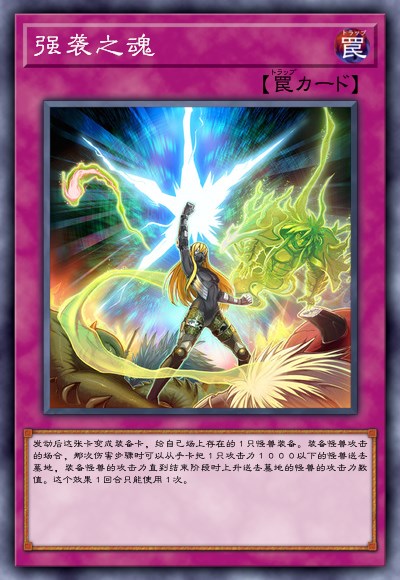 强袭之魂
トラップ
罠
トラップ
【罠カード】
发动后这张卡变成装备卡，给自己场上存在的1只怪兽装备。装备怪兽攻击
的场合，那次伤害步骤时可以从手卡把1只攻击力1000以下的怪兽送去
墓地，装备怪兽的攻击力直到结束阶段时上升送去墓地的怪兽的攻击力数
值。这个效果1回合只能使用1次。